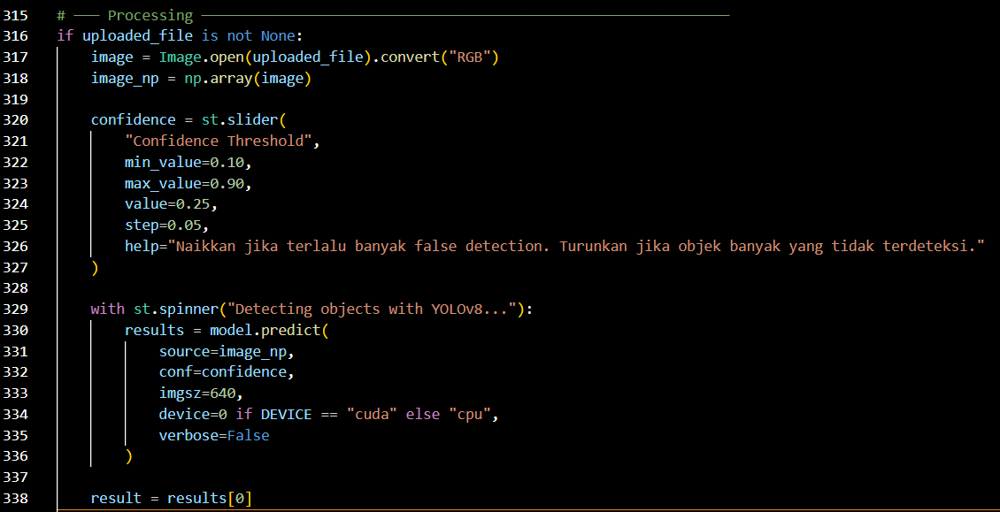 315 # ── Processing ──────────────────────────────────────────────────────────────
316 if uploaded_file is not None:
317     image = Image.open(uploaded_file).convert("RGB")
318     image_np = np.array(image)
319
320     confidence = st.slider(
321         "Confidence Threshold",
322         min_value=0.10,
323         max_value=0.90,
324         value=0.25,
325         step=0.05,
326         help="Naikkan jika terlalu banyak false detection. Turunkan jika objek banyak yang tidak terdeteksi."
327     )
328
329     with st.spinner("Detecting objects with YOLOv8..."):
330         results = model.predict(
331             source=image_np,
332             conf=confidence,
333             imgsz=640,
334             device=0 if DEVICE == "cuda" else "cpu",
335             verbose=False
336         )
337
338     result = results[0]